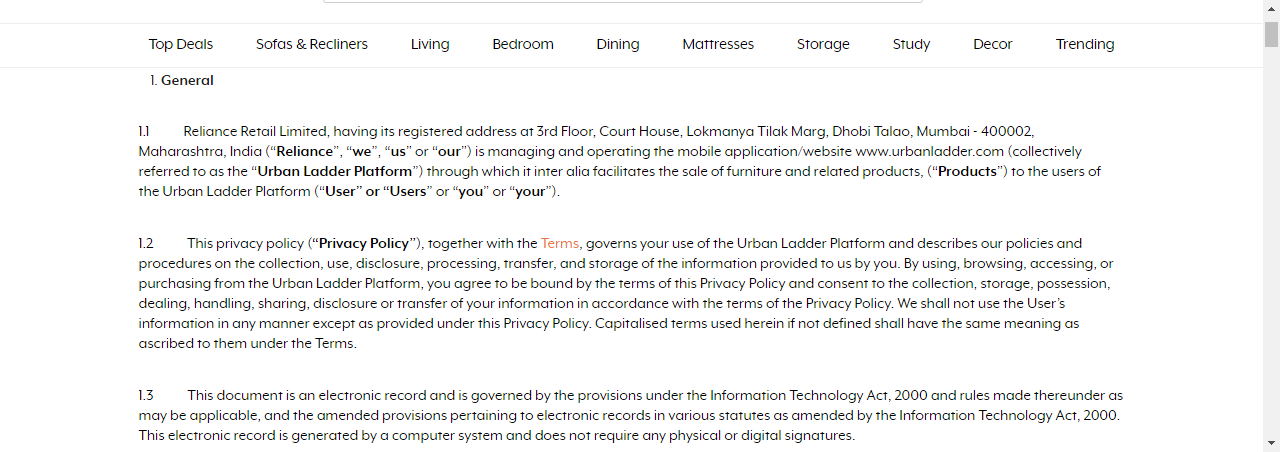 Top Deals Sofas & Recliners Living Bedroom Dining Mattresses Storage Study Decor Trending
1. General
1.1 Reliance Retail Limited, having its registered address at 3rd Floor, Court House, Lokmanya Tilak Marg, Dhobi Talao, Mumbai - 400002,
Maharashtra, India (“Reliance”, “we”, “us” or “our”) is managing and operating the mobile application/website www.urbanladder.com (collectively
referred to as the “Urban Ladder Platform”) through which it inter alia facilitates the sale of furniture and related products, (“Products”) to the users of
the Urban Ladder Platform (“User” or “Users” or “you” or “your”).
1.2 This privacy policy (“Privacy Policy”), together with the Terms, governs your use of the Urban Ladder Platform and describes our policies and
procedures on the collection, use, disclosure, processing, transfer, and storage of the information provided to us by you. By using, browsing, accessing, or
purchasing from the Urban Ladder Platform, you agree to be bound by the terms of this Privacy Policy and consent to the collection, storage, possession,
dealing, handling, sharing, disclosure or transfer of your information in accordance with the terms of the Privacy Policy. We shall not use the User’s
information in any manner except as provided under this Privacy Policy. Capitalised terms used herein if not defined shall have the same meaning as
ascribed to them under the Terms.
1.3 This document is an electronic record and is governed by the provisions under the Information Technology Act, 2000 and rules made thereunder as
may be applicable, and the amended provisions pertaining to electronic records in various statutes as amended by the Information Technology Act, 2000.
This electronic record is generated by a computer system and does not require any physical or digital signatures.